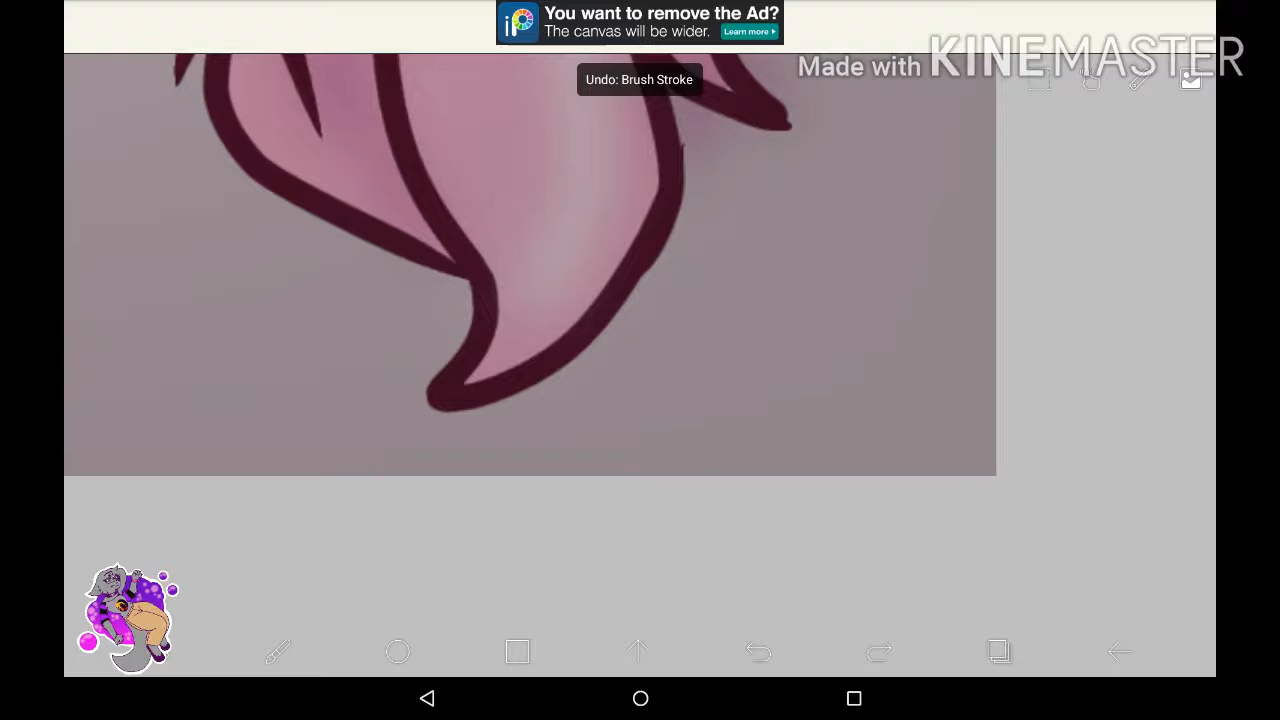 You want to remove the Ad?
The canvas will be wider.
Learn more
Made with KINEMASTER
Undo: Brush Stroke